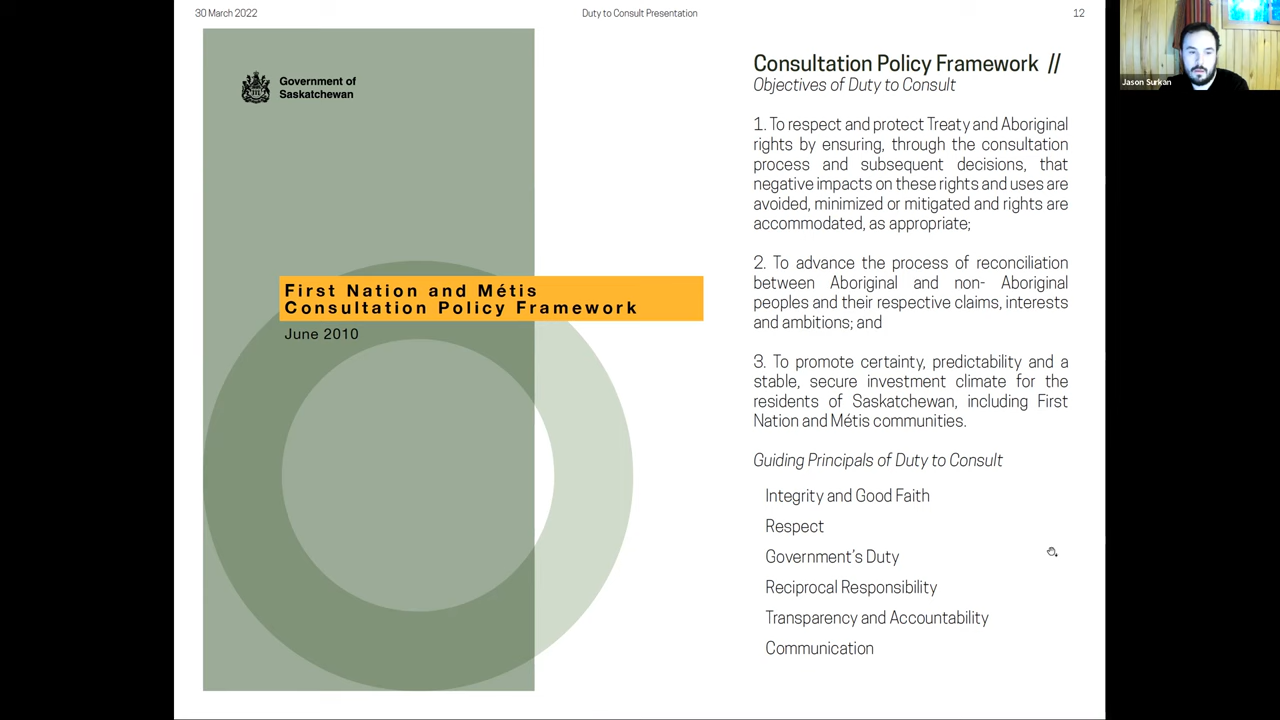 30 March 2022
Duty to Consult Presentation
12
Government of
Saskatchewan
First Nation and Métis
Consultation Policy Framework
June 2010
Consultation Policy Framework //
Objectives of Duty to Consult
1. To respect and protect Treaty and Aboriginal
rights by ensuring, through the consultation
process and subsequent decisions, that
negative impacts on these rights and uses are
avoided, minimized or mitigated and rights are
accommodated, as appropriate;
2. To advance the process of reconciliation
between Aboriginal and non- Aboriginal
peoples and their respective claims, interests
and ambitions; and
3. To promote certainty, predictability and a
stable, secure investment climate for the
residents of Saskatchewan, including First
Nation and Métis communities.
Guiding Principals of Duty to Consult
Integrity and Good Faith
Respect
Government's Duty
Reciprocal Responsibility
Transparency and Accountability
Communication
Jason Surkan